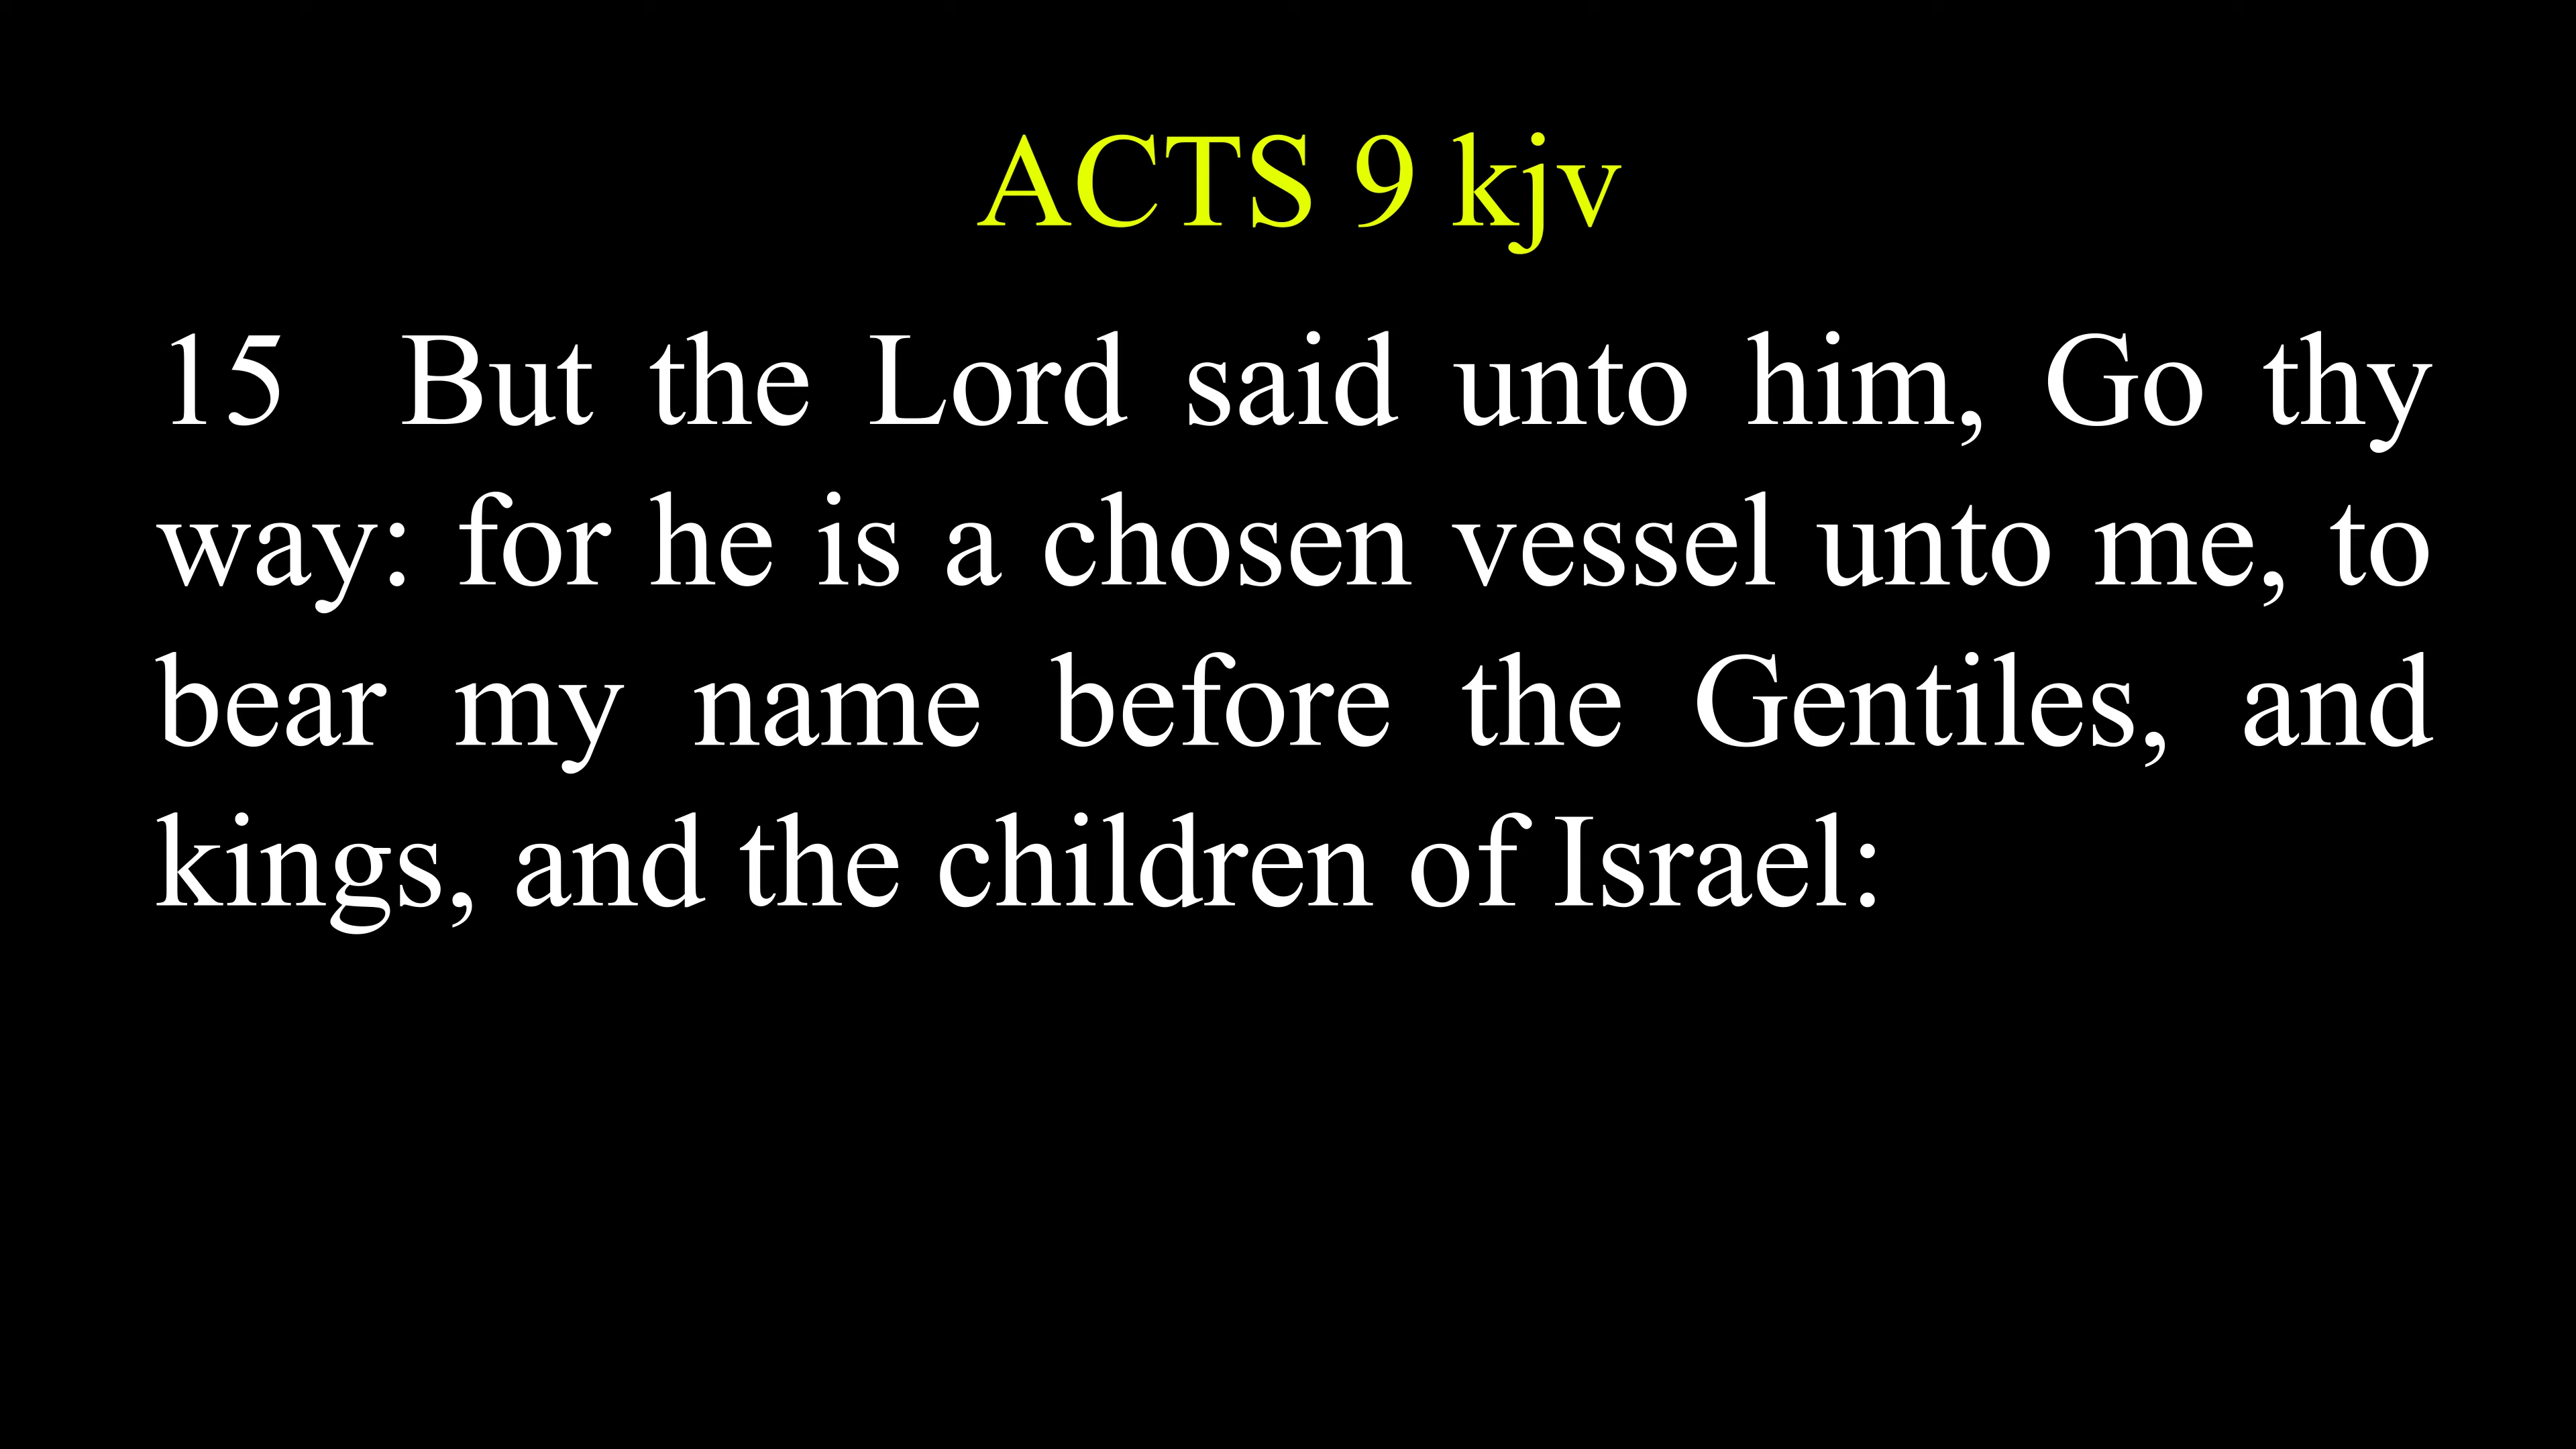 ACTS 9 kjv
15 But the Lord said unto him, Go thy
way: for he is a chosen vessel unto me, to
bear my name before the Gentiles, and
kings, and the children of Israel: